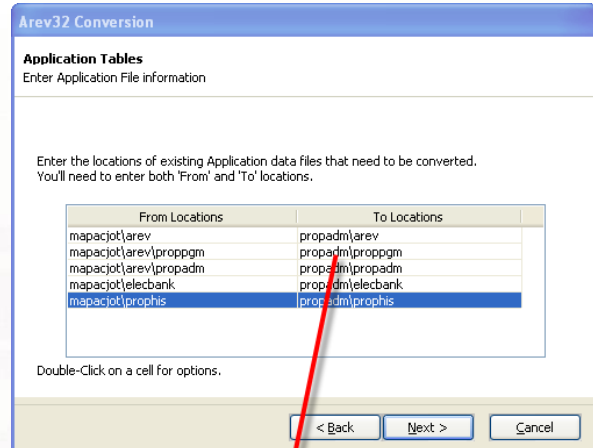 Arev32 Conversion
Application Tables
Enter Application File information
Enter the locations of existing Application data files that need to be converted.
You'll need to enter both 'From' and 'To' locations.
From Locations To Locations
mapacjot\arev propadm\arev
mapacjot\arev\proppgm propadm\proppgm
mapacjot\arev\propadm propadm\propadm
mapacjot\elecbank propadm\elecbank
mapacjot\prophis propadm\prophis
Double-Click on a cell for options.
< Back Next > Cancel